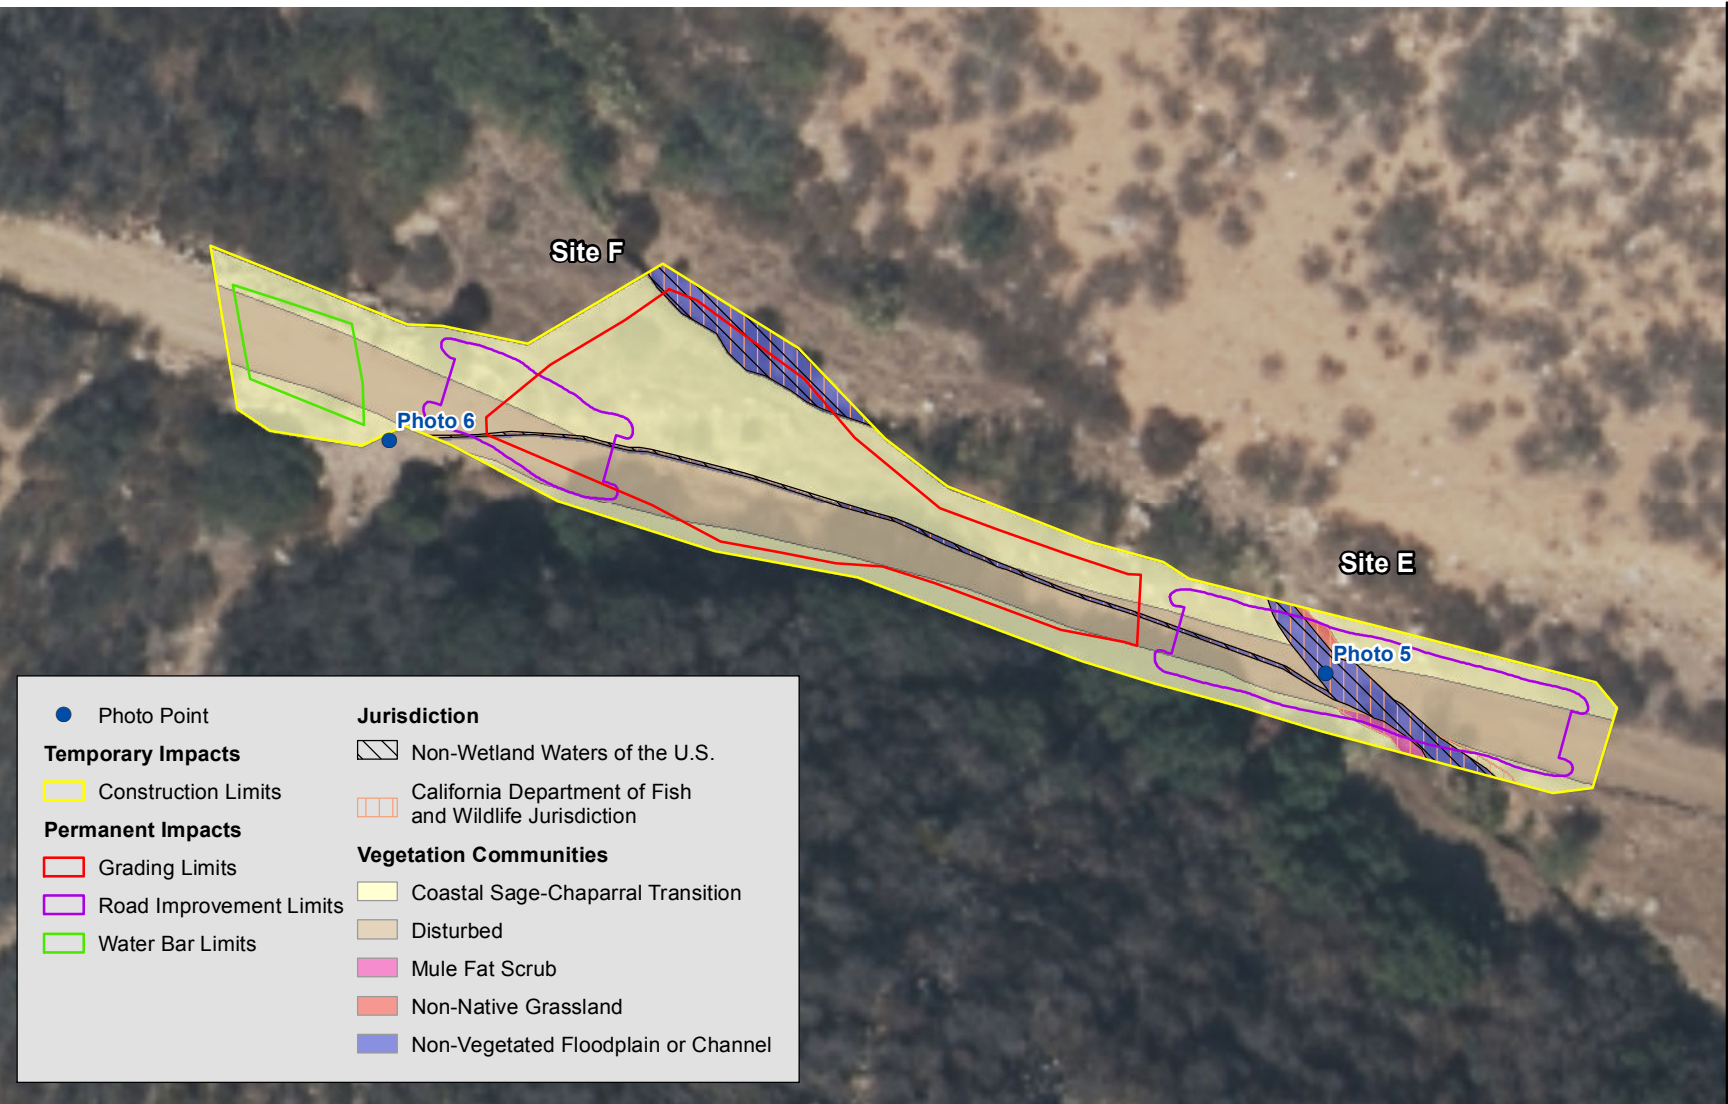 Site F
Photo 6
Site E
Photo 5
Photo Point
Temporary Impacts
Construction Limits
Permanent Impacts
Grading Limits
Road Improvement Limits
Water Bar Limits
Jurisdiction
Non-Wetland Waters of the U.S.
California Department of Fish
and Wildlife Jurisdiction
Vegetation Communities
Coastal Sage-Chaparral Transition
Disturbed
Mule Fat Scrub
Non-Native Grassland
Non-Vegetated Floodplain or Channel